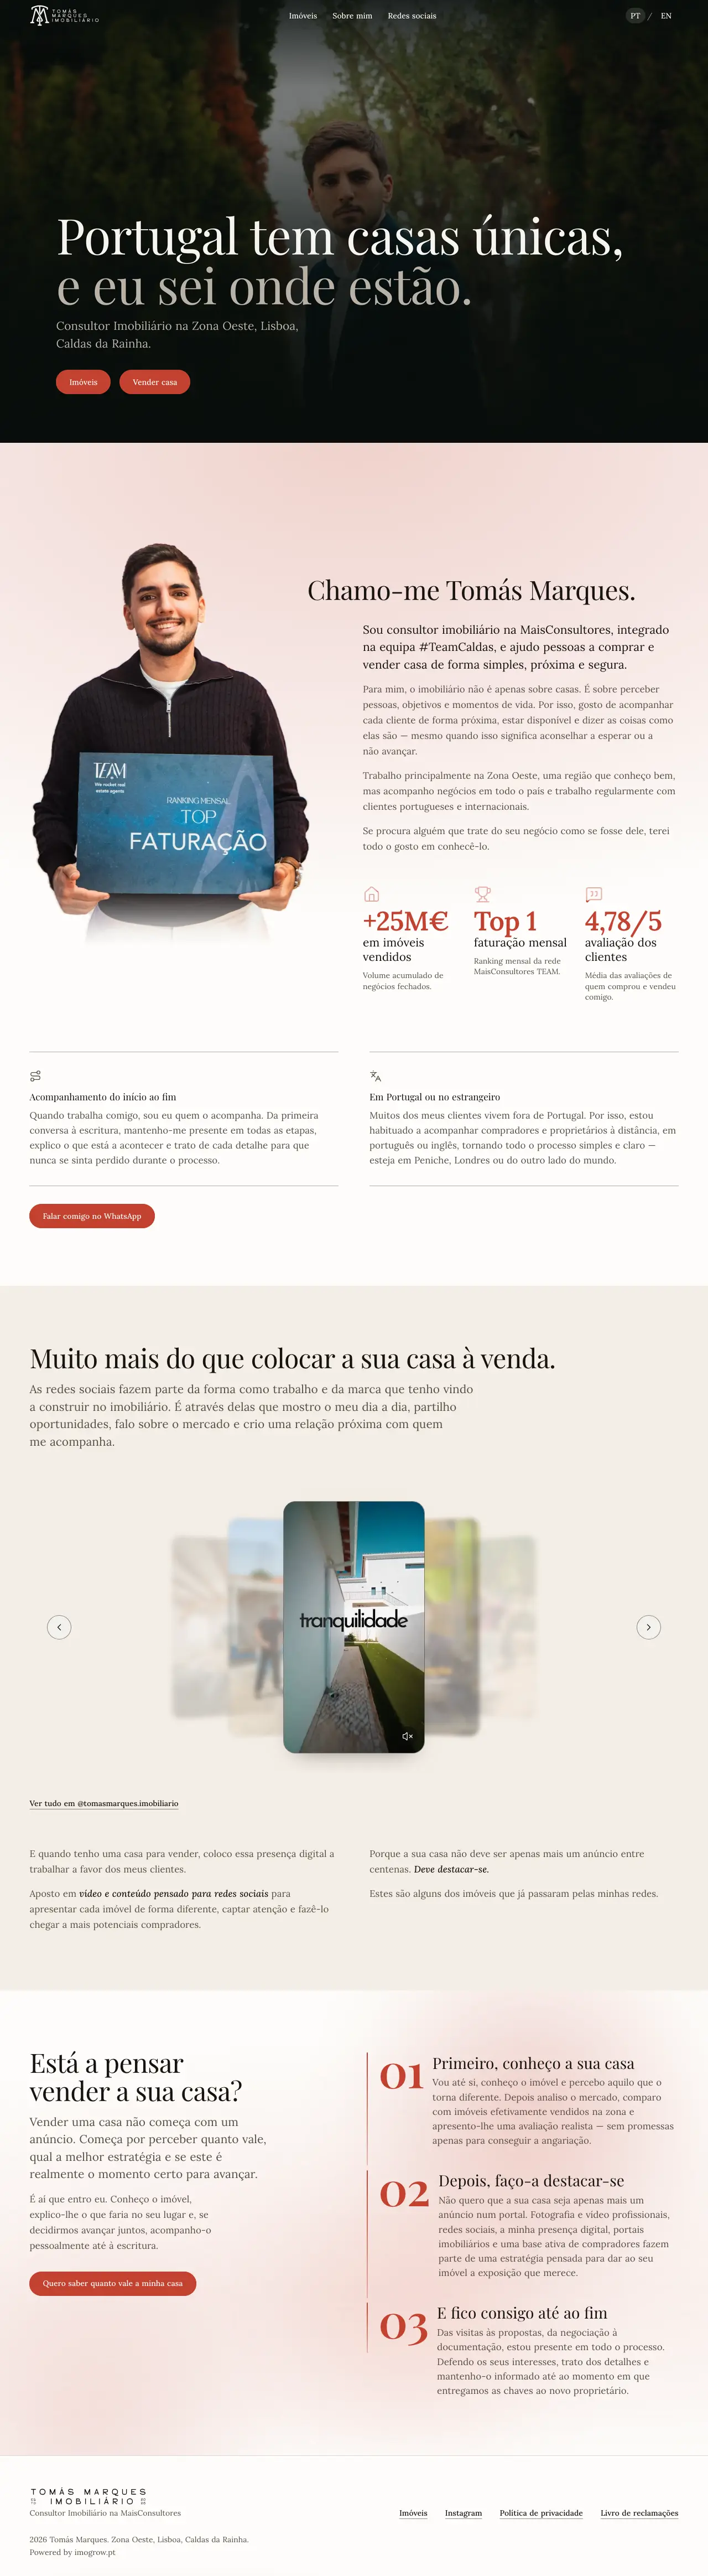 TOMÁS
MARQUES
IMOBILIÁRIO
Imóveis
Sobre mim
Redes sociais
PT / EN
Portugal tem casas únicas,
e eu sei onde estão.
Consultor Imobiliário na Zona Oeste, Lisboa,
Caldas da Rainha.
Imóveis
Vender casa
TEAM
We rocket real
estate agents
RANKING MENSAL
TOP
FATURAÇÃO
Chamo-me Tomás Marques.
Sou consultor imobiliário na MaisConsultores, integrado
na equipa #TeamCaldas, e ajudo pessoas a comprar e
vender casa de forma simples, próxima e segura.
Para mim, o imobiliário não é apenas sobre casas. É sobre perceber
pessoas, objetivos e momentos de vida. Por isso, gosto de acompanhar
cada cliente de forma próxima, estar disponível e dizer as coisas como
elas são — mesmo quando isso significa aconselhar a esperar ou a
não avançar.
Trabalho principalmente na Zona Oeste, uma região que conheço bem,
mas acompanho negócios em todo o país e trabalho regularmente com
clientes portugueses e internacionais.
Se procura alguém que trate do seu negócio como se fosse dele, terei
todo o gosto em conhecê-lo.
+25M€
em imóveis
vendidos
Volume acumulado de
negócios fechados.
Top 1
faturação mensal
Ranking mensal da rede
MaisConsultores TEAM.
4,78/5
avaliação dos
clientes
Média das avaliações de
quem comprou e vendeu
comigo.
Acompanhamento do início ao fim
Quando trabalha comigo, sou eu quem o acompanha. Da primeira
conversa à escritura, mantenho-me presente em todas as etapas,
explico o que está a acontecer e trato de cada detalhe para que
nunca se sinta perdido durante o processo.
Em Portugal ou no estrangeiro
Muitos dos meus clientes vivem fora de Portugal. Por isso, estou
habituado a acompanhar compradores e proprietários à distância, em
português ou inglês, tornando todo o processo simples e claro —
esteja em Peniche, Londres ou do outro lado do mundo.
Falar comigo no WhatsApp
Muito mais do que colocar a sua casa à venda.
As redes sociais fazem parte da forma como trabalho e da marca que tenho vindo
a construir no imobiliário. É através delas que mostro o meu dia a dia, partilho
oportunidades, falo sobre o mercado e crio uma relação próxima com quem
me acompanha.
tranquilidade
Ver tudo em @tomasmarques.imobiliario
E quando tenho uma casa para vender, coloco essa presença digital a
trabalhar a favor dos meus clientes.
Aposto em vídeo e conteúdo pensado para redes sociais para
apresentar cada imóvel de forma diferente, captar atenção e fazê-lo
chegar a mais potenciais compradores.
Porque a sua casa não deve ser apenas mais um anúncio entre
centenas. Deve destacar-se.
Estes são alguns dos imóveis que já passaram pelas minhas redes.
Está a pensar
vender a sua casa?
Vender uma casa não começa com um
anúncio. Começa por perceber quanto vale,
qual a melhor estratégia e se este é
realmente o momento certo para avançar.
É aí que entro eu. Conheço o imóvel,
explico-lhe o que faria no seu lugar e, se
decidirmos avançar juntos, acompanho-o
pessoalmente até à escritura.
Quero saber quanto vale a minha casa
01
Primeiro, conheço a sua casa
Vou até si, conheço o imóvel e percebo aquilo que o
torna diferente. Depois analiso o mercado, comparo
com imóveis efetivamente vendidos na zona e
apresento-lhe uma avaliação realista — sem promessas
apenas para conseguir a angariação.
02
Depois, faço-a destacar-se
Não quero que a sua casa seja apenas mais um
anúncio num portal. Fotografia e vídeo profissionais,
redes sociais, a minha presença digital, portais
imobiliários e uma base ativa de compradores fazem
parte de uma estratégia pensada para dar ao seu
imóvel a exposição que merece.
03
E fico consigo até ao fim
Das visitas às propostas, da negociação à
documentação, estou presente em todo o processo.
Defendo os seus interesses, trato dos detalhes e
mantenho-o informado até ao momento em que
entregamos as chaves ao novo proprietário.
TOMÁS MARQUES
IMOBILIÁRIO
Consultor Imobiliário na MaisConsultores
Imóveis
Instagram
Política de privacidade
Livro de reclamações
2026 Tomás Marques. Zona Oeste, Lisboa, Caldas da Rainha.
Powered by imogrow.pt